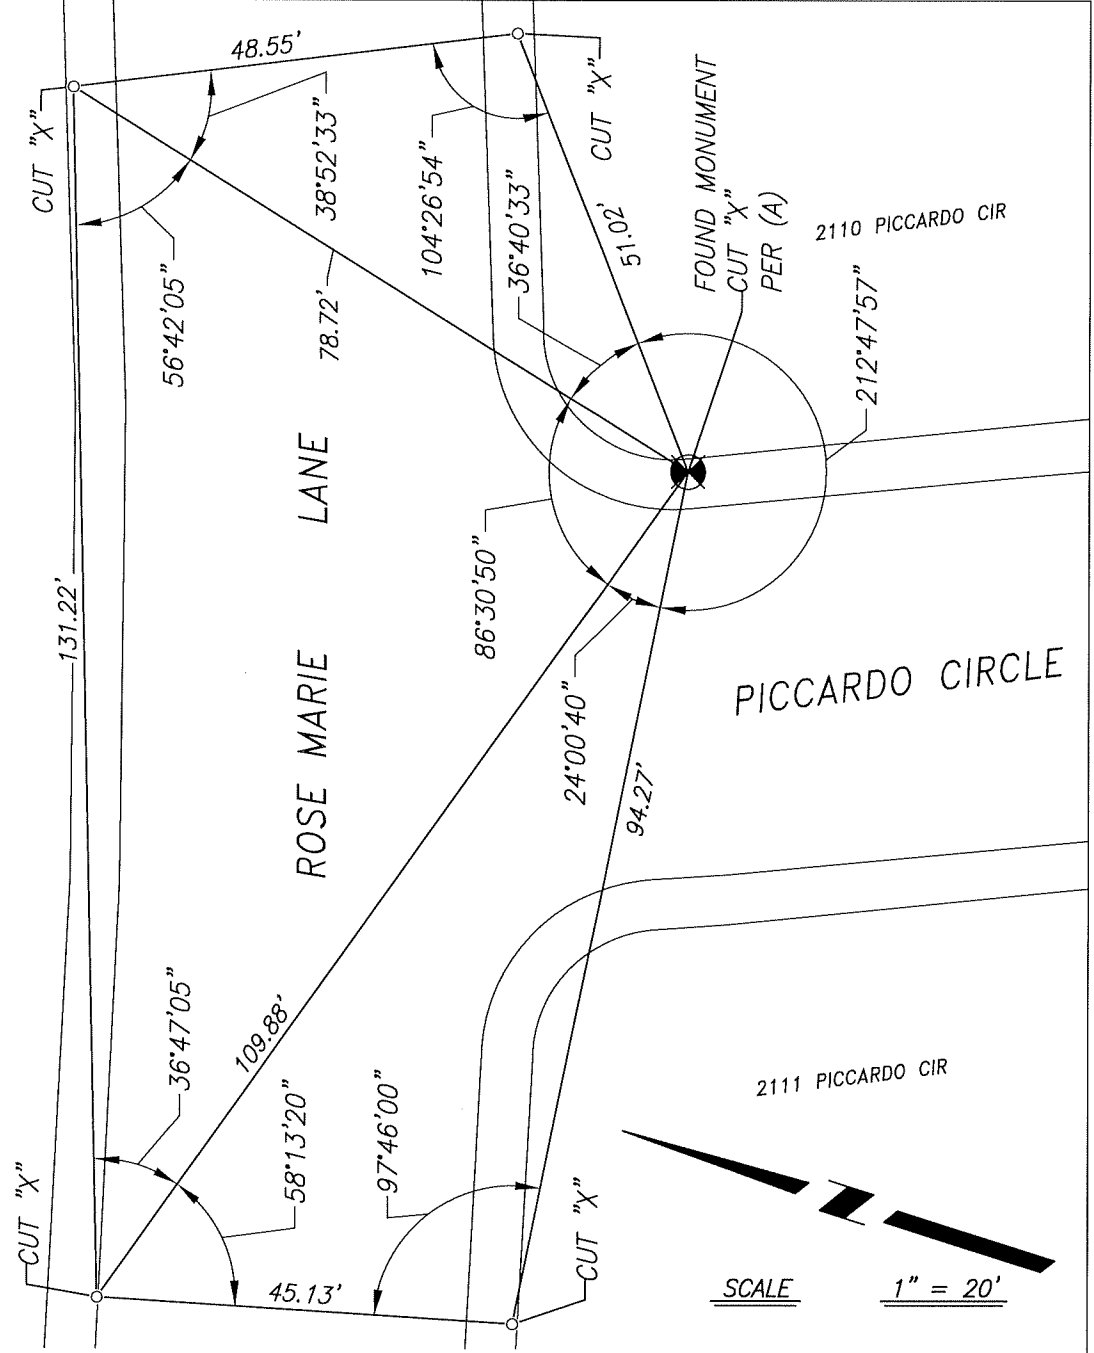 48.55'
CUT "X"
CUT "X"
38°52'33"
104°26'54"
56°42'05"
78.72'
36°40'33"
51.02'
FOUND MONUMENT
CUT "X"
PER (A)
2110 PICCARDO CIR
212°47'57"
131.22'
ROSE MARIE LANE
86°30'50"
24°00'40"
94.27'
PICCARDO CIRCLE
109.88'
36°47'05"
58°13'20"
97°46'00"
2111 PICCARDO CIR
CUT "X"
CUT "X"
45.13'
Z
SCALE 1" = 20'